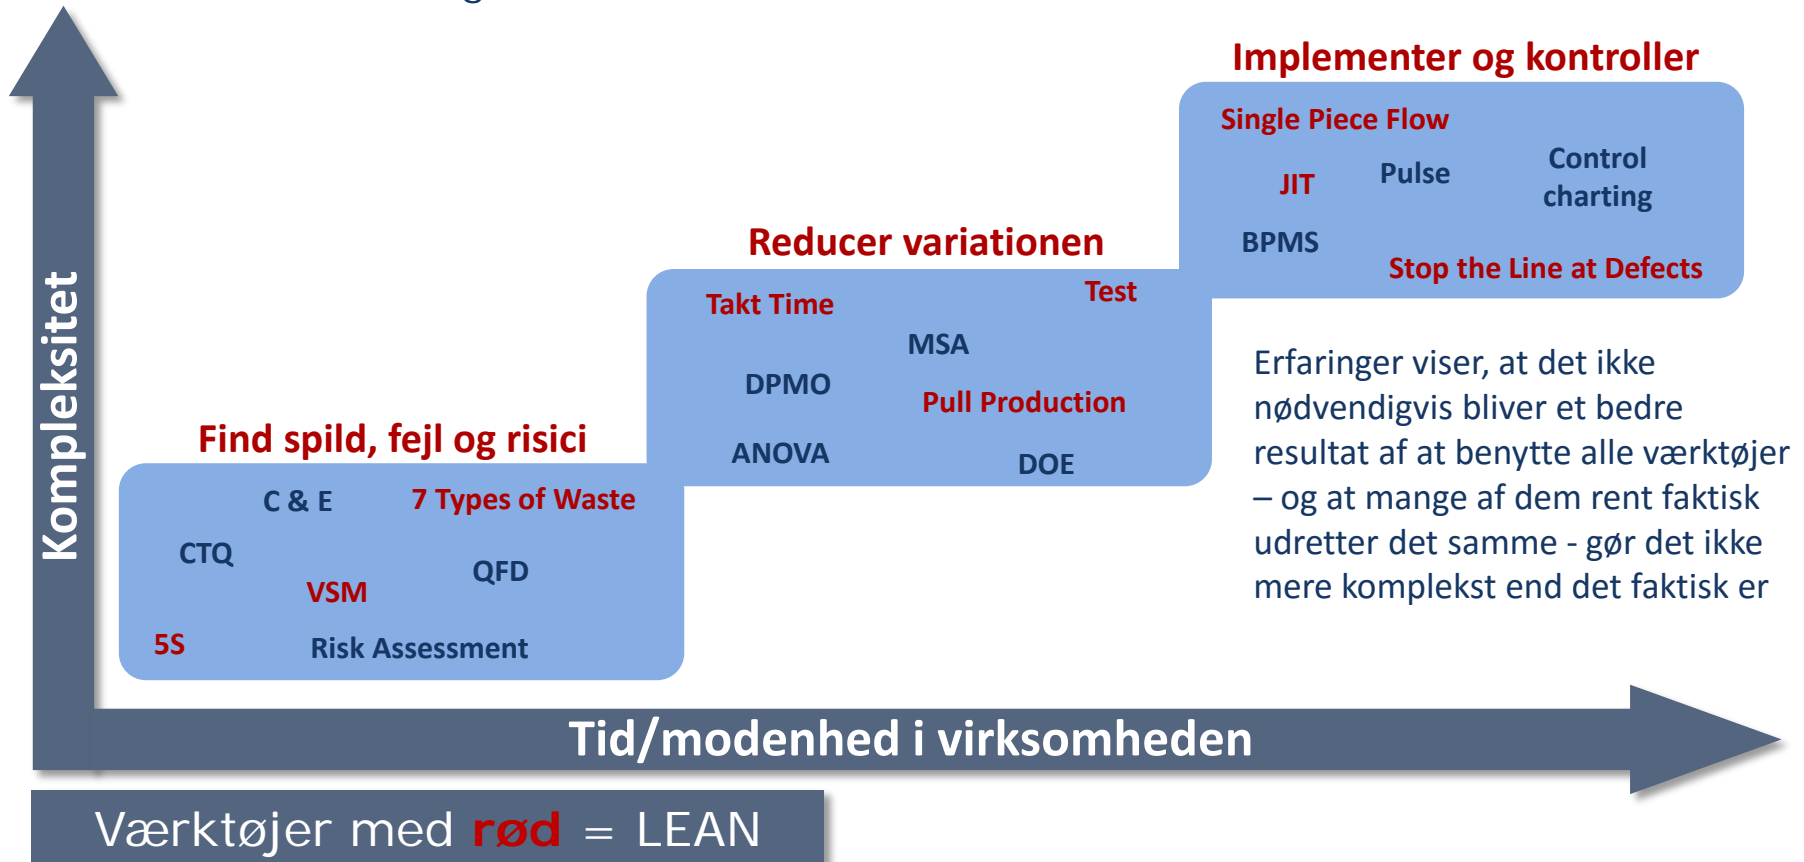 Implementer og kontroller
Single Piece Flow
JIT
Pulse
Control
charting
BPMS
Stop the Line at Defects
Reducer variationen
Takt Time
Test
MSA
DPMO
Pull Production
ANOVA
DOE
Find spild, fejl og risici
C & E
7 Types of Waste
CTQ
VSM
QFD
5S
Risk Assessment
Erfaringer viser, at det ikke
nødvendigvis bliver et bedre
resultat af at benytte alle værktøjer
– og at mange af dem rent faktisk
udretter det samme - gør det ikke
mere komplekst end det faktisk er
Kompleksitet
Tid/modenhed i virksomheden
Værktøjer med rød = LEAN